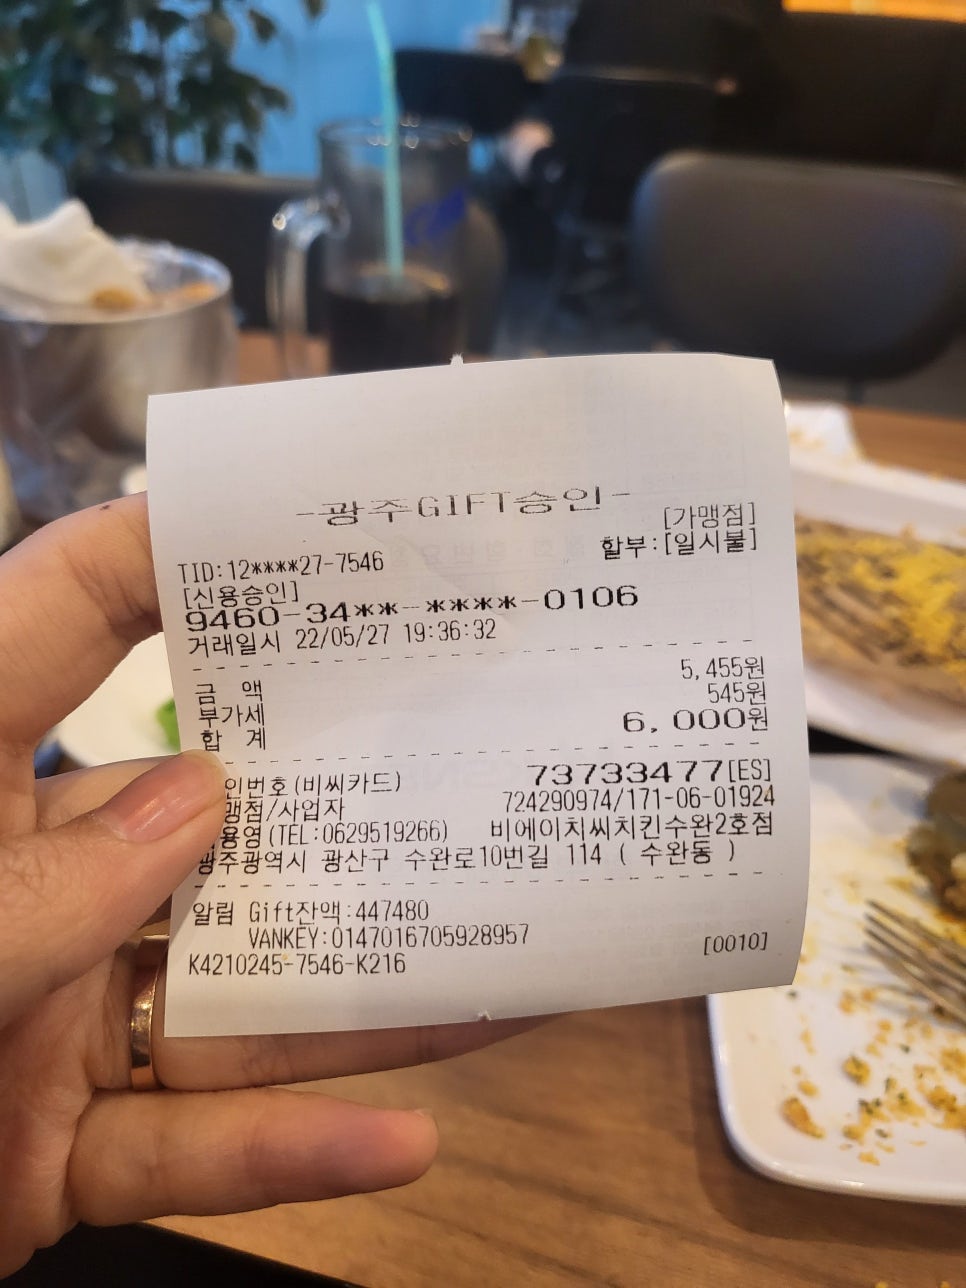 -광주GIFT승인-
[가맹점]
TID:12****27-7546 할부:[일시불]
[신용승인]
9460-34**-****-0106
거래일시 22/05/27 19:36:32
금 액 5,455원
부가세 545원
합 계 6,000원
인번호(비씨카드) 73733477[ES]
맹점/사업자 724290974/171-06-01924
용영(TEL:0629519266) 비에이치씨치킨수완2호점
광주광역시 광산구 수완로10번길 114 ( 수완동 )
알림 Gift잔액:447480
VANKEY:0147016705928957
K4210245-7546-K216 [0010]